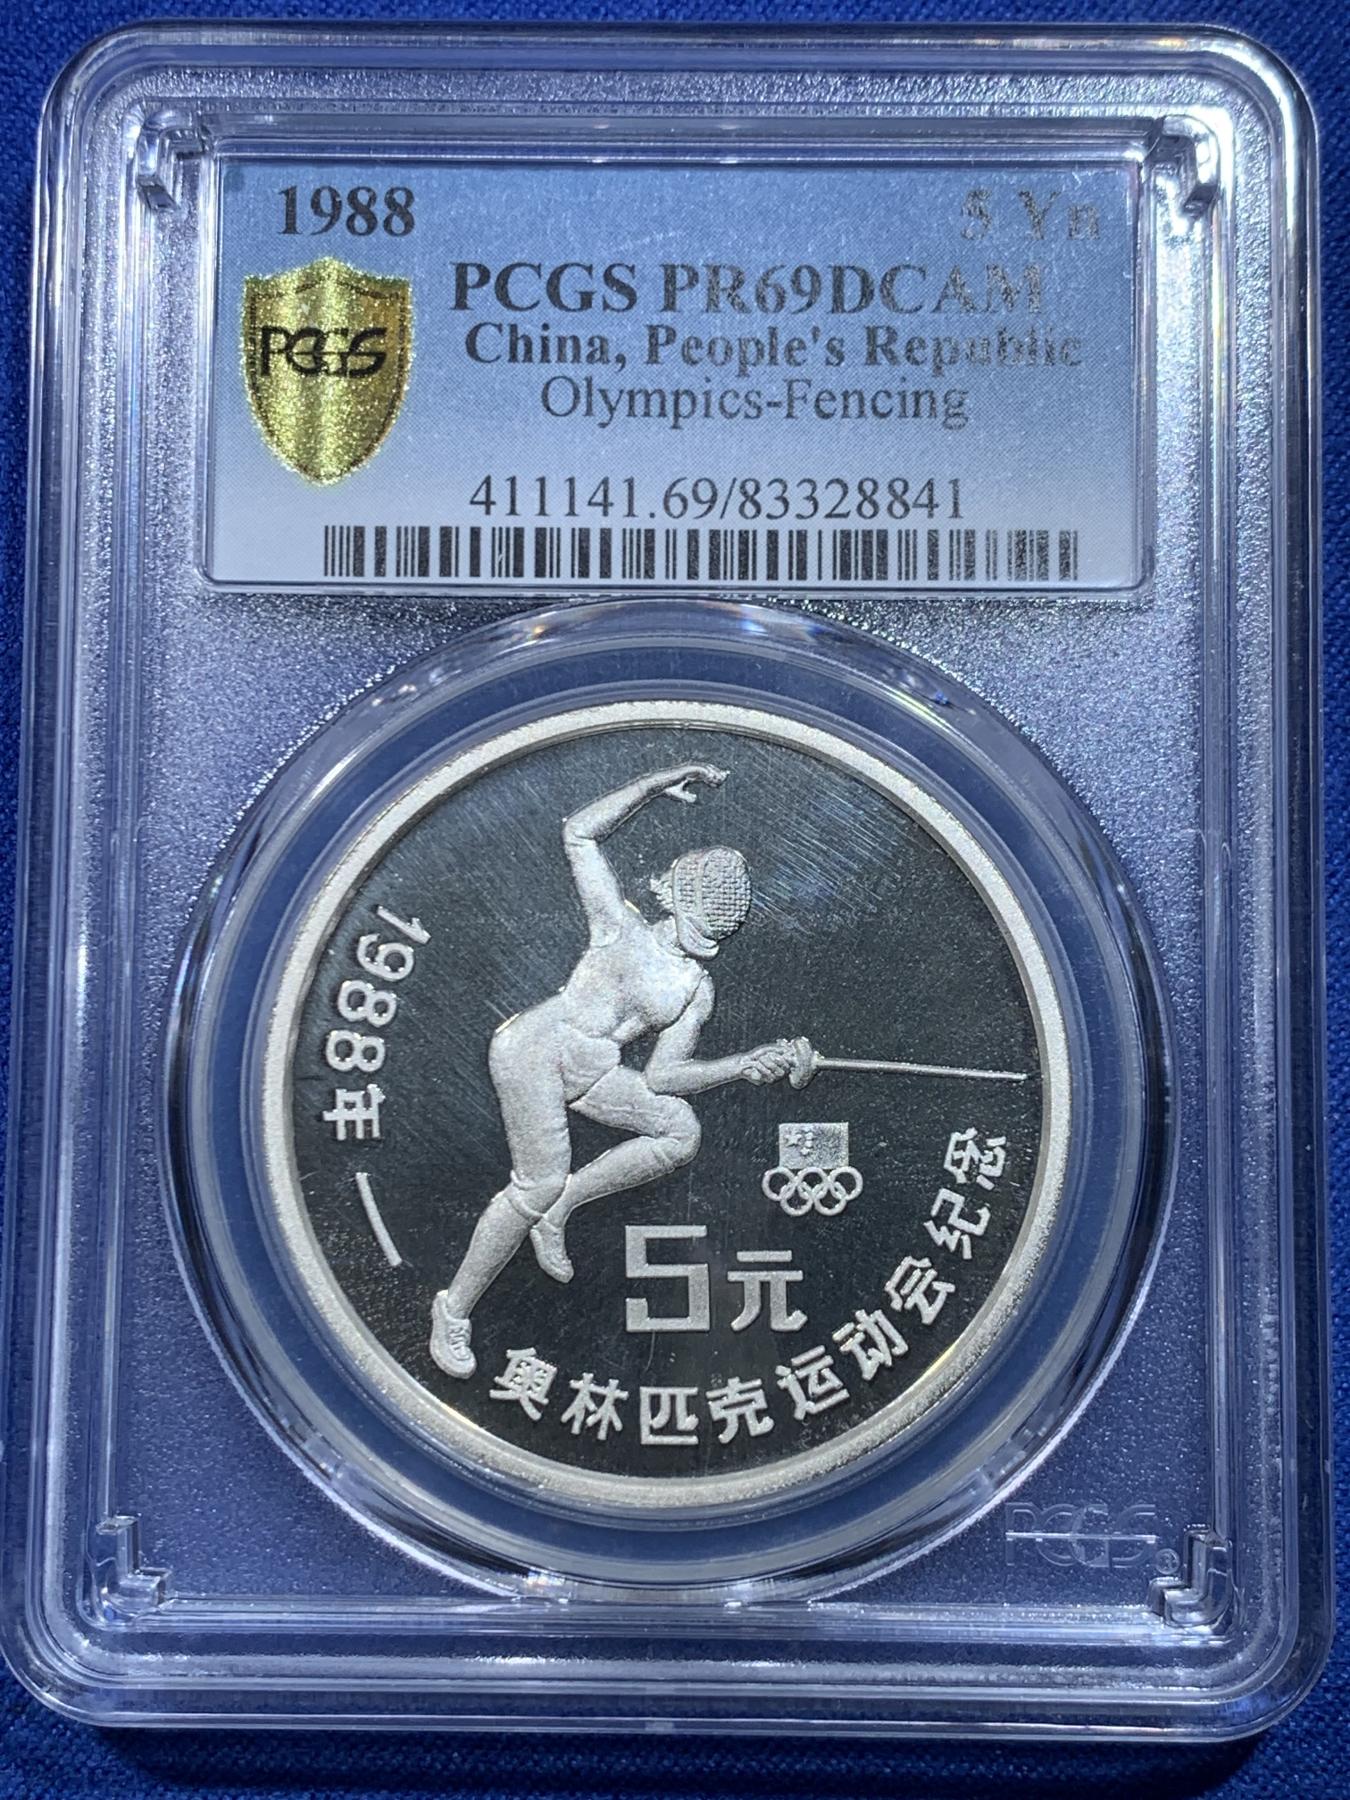 1988
5 Yn
PCGS
PCGS PR69DCAM
China, People's Republic
Olympics-Fencing
411141.69/83328841
1988年
5元
奥林匹克运动会纪念
PCGS